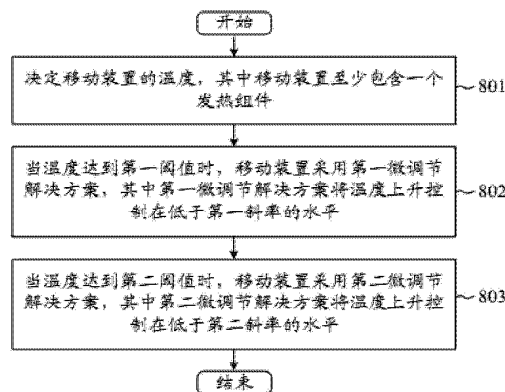 开始
决定移动装置的温度，其中移动装置至少包含一个
发热组件
801
当温度达到第一阈值时，移动装置采用第一微调节
解决方案，其中第一微调节解决方案将温度上升控
制在低于第一斜率的水平
802
当温度达到第二阈值时，移动装置采用第二微调节
解决方案，其中第二微调节解决方案将温度上升控
制在低于第二斜率的水平
803
结束